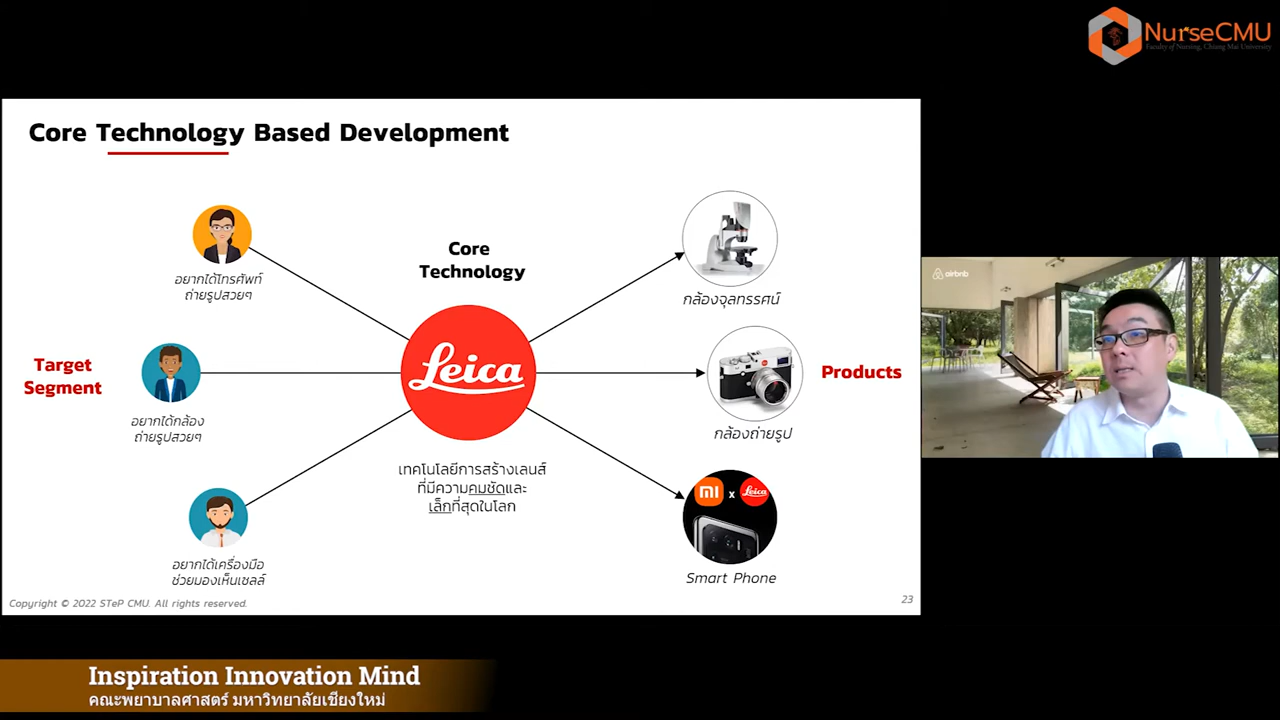 NurseCMU
Faculty of Nursing, Chiang Mai University
Core Technology Based Development
อยากได้โทรศัพท์
ถ่ายรูปสวยๆ
Core
Technology
กล้องจุลทรรศน์
Target
Segment
อยากได้กล้อง
ถ่ายรูปสวยๆ
Leica
กล้องถ่ายรูป
Products
airbnb
เทคโนโลยีการสร้างเลนส์
ที่มีความคมชัดและ
เล็กที่สุดในโลก
อยากได้เครื่องมือ
ช่วยมองเห็นเซลล์
mi x Leica
Smart Phone
Copyright © 2022 STeP CMU. All rights reserved.
23
Inspiration Innovation Mind
คณะพยาบาลศาสตร์ มหาวิทยาลัยเชียงใหม่